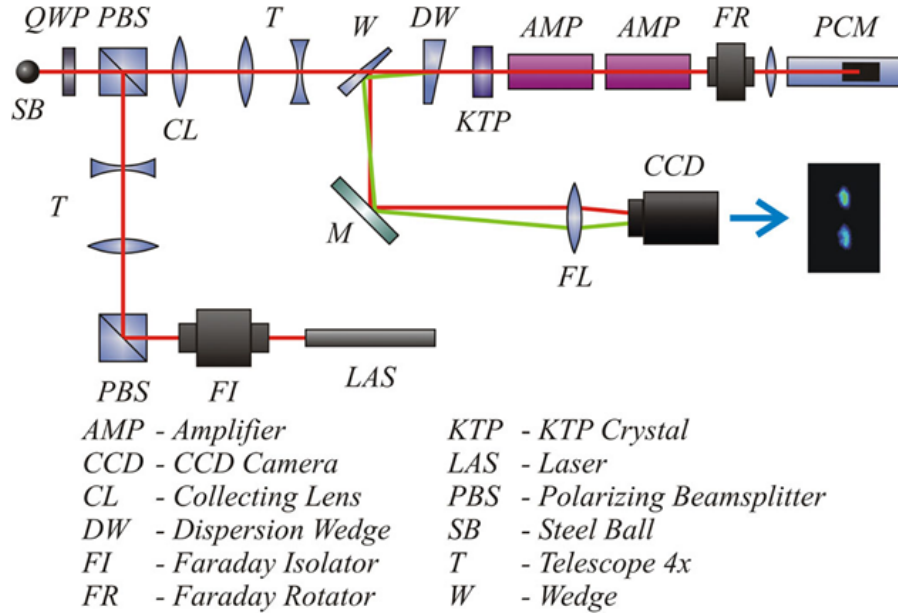 QWP PBS T W DW AMP AMP FR PCM
SB CL KTP
T M CCD
FL
PBS FI LAS
AMP - Amplifier KTP - KTP Crystal
CCD - CCD Camera LAS - Laser
CL - Collecting Lens PBS - Polarizing Beamsplitter
DW - Dispersion Wedge SB - Steel Ball
FI - Faraday Isolator T - Telescope 4x
FR - Faraday Rotator W - Wedge